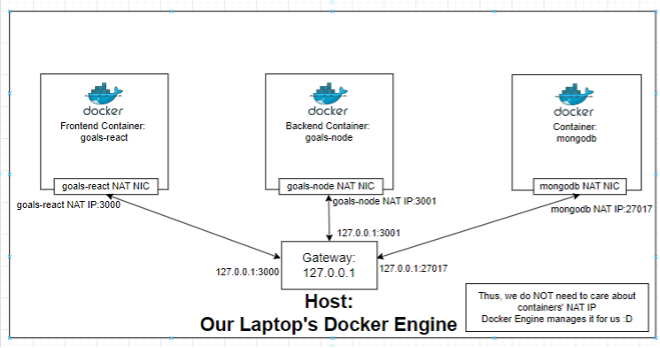 docker
Frontend Container:
goals-react
goals-react NAT NIC
goals-react NAT IP:3000
docker
Backend Container:
goals-node
goals-node NAT NIC
goals-node NAT IP:3001
docker
Container:
mongodb
mongodb NAT NIC
mongodb NAT IP:27017
127.0.0.1:3001
127.0.0.1:3000
Gateway:
127.0.0.1
127.0.0.1:27017
Host:
Our Laptop's Docker Engine
Thus, we do NOT need to care about
containers' NAT IP
Docker Engine manages it for us :D